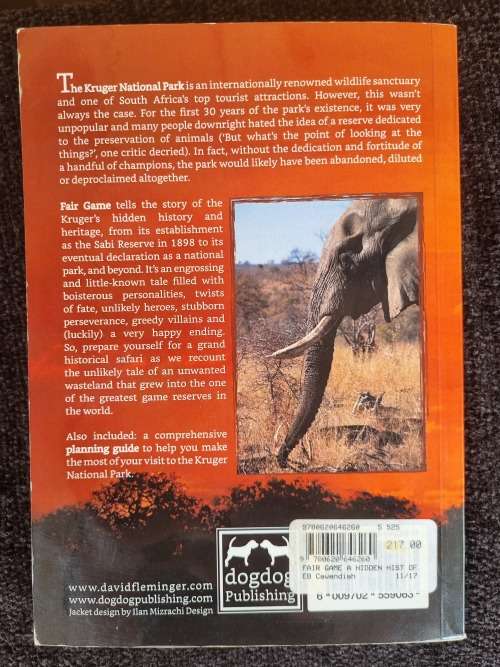 The Kruger National Park is an internationally renowned wildlife sanctuary
and one of South Africa's top tourist attractions. However, this wasn't
always the case. For the first 30 years of the park's existence, it was very
unpopular and many people downright hated the idea of a reserve dedicated
to the preservation of animals ('But what's the point of looking at the
things?', one critic decried). In fact, without the dedication and fortitude of
a handful of champions, the park would likely have been abandoned, diluted
or deproclaimed altogether.
Fair Game tells the story of the
Kruger's hidden history and
heritage, from its establishment
as the Sabi Reserve in 1898 to its
eventual declaration as a national
park, and beyond. It's an engrossing
and little-known tale filled with
boisterous personalities, twists
of fate, unlikely heroes, stubborn
perseverance, greedy villains and
(luckily) a very happy ending.
So, prepare yourself for a grand
historical safari as we recount
the unlikely tale of an unwanted
wasteland that grew into the one
of the greatest game reserves in
the world.
Also included: a comprehensive
planning guide to help you make
the most of your visit to the Kruger
National Park.
www.davidfleminger.com
www.dogdogpublishing.com
Jacket design by Ilan Mizrachi Design
dogdog
Publishing
9780620646260 S 525
217.00
9 780620 646260
FAIR GAME A HIDDEN HIST OF
EB Cavendish 11/17
6 009702 559063